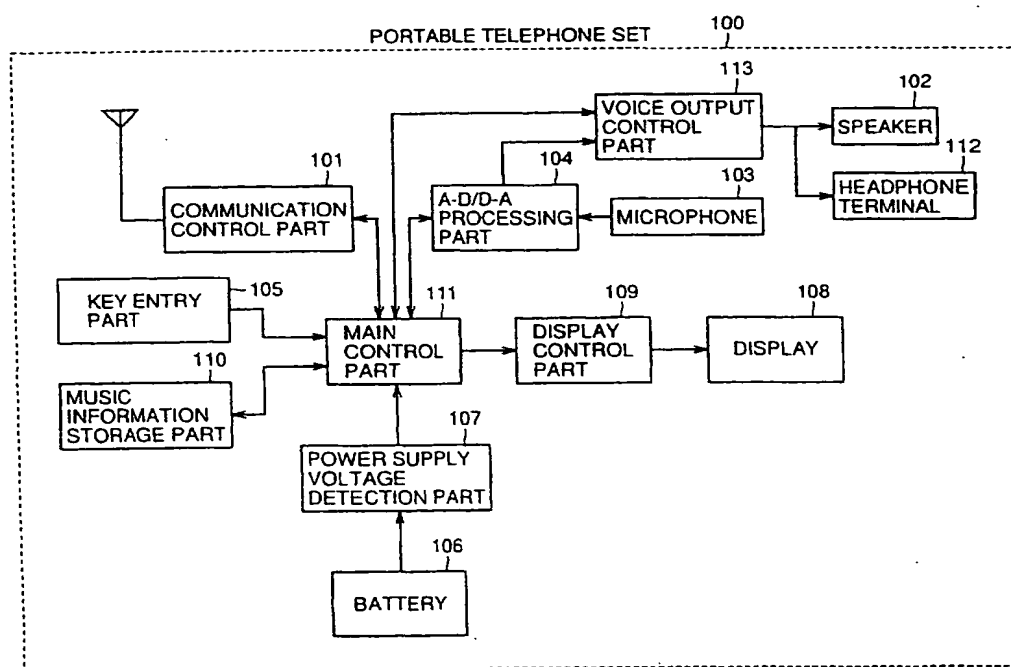 PORTABLE TELEPHONE SET
100
113
VOICE OUTPUT
CONTROL
PART
102
SPEAKER
112
HEADPHONE
TERMINAL
101
COMMUNICATION
CONTROL PART
104
A-D/D-A
PROCESSING
PART
103
MICROPHONE
105
KEY ENTRY
PART
111
MAIN
CONTROL
PART
109
DISPLAY
CONTROL
PART
108
DISPLAY
110
MUSIC
INFORMATION
STORAGE PART
107
POWER SUPPLY
VOLTAGE
DETECTION PART
106
BATTERY